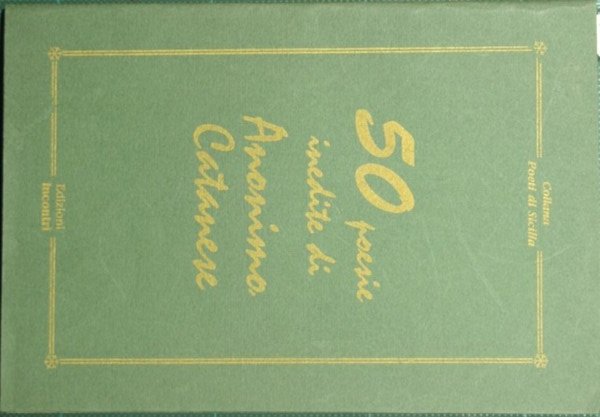 Collana
Poeti di Sicilia
50 poesie
inedite di
Anonimo
Catanese
Edizioni
Incontri